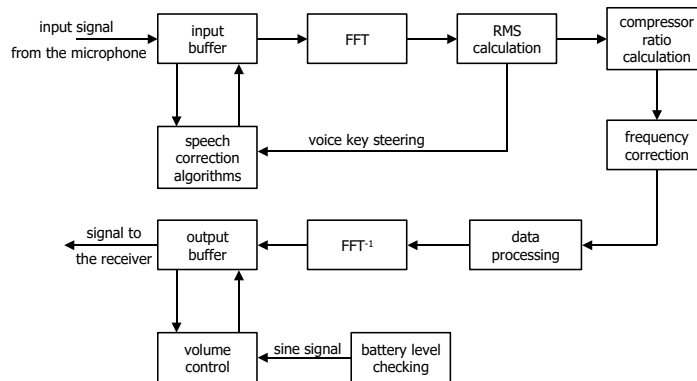 input signal
from the microphone
input
buffer
FFT
RMS
calculation
compressor
ratio
calculation
speech
correction
algorithms
voice key steering
frequency
correction
signal to
the receiver
output
buffer
FFT⁻¹
data
processing
volume
control
sine signal
battery level
checking